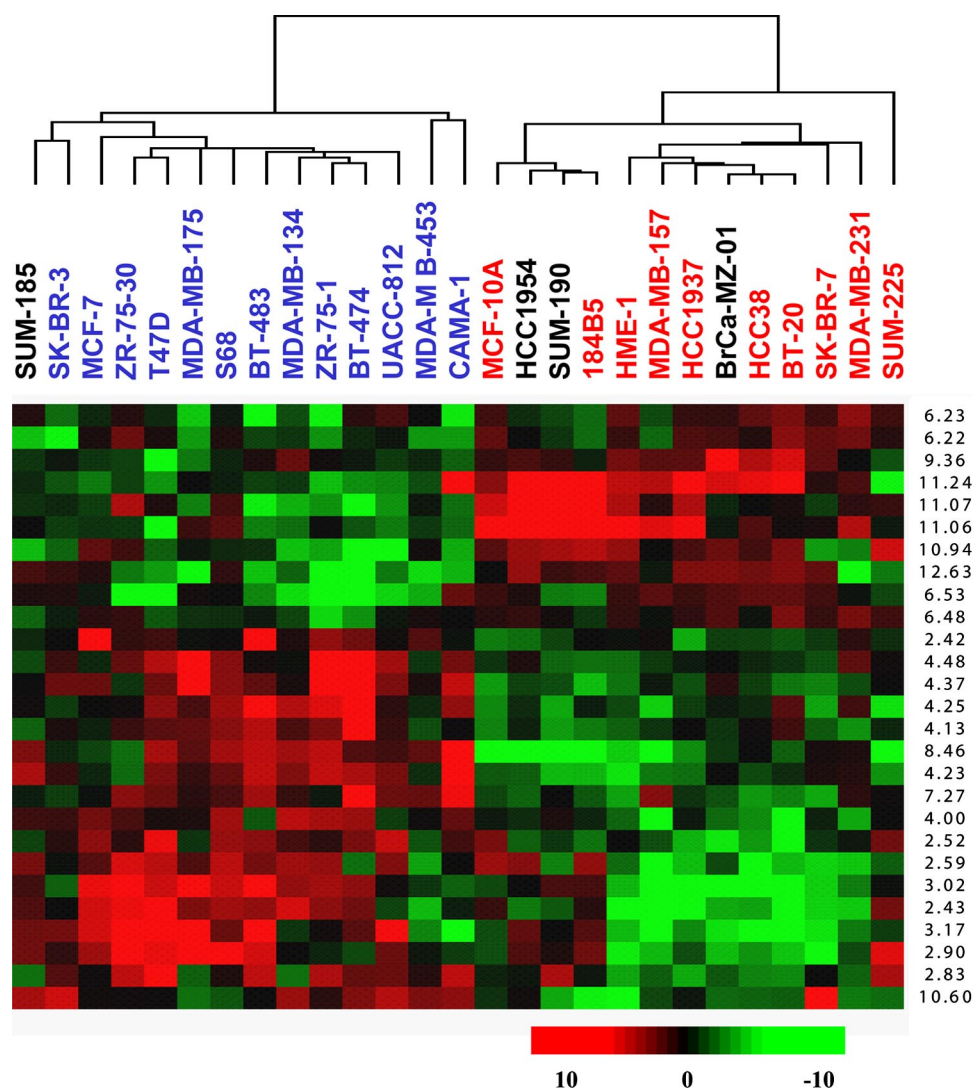 SUM-185
SK-BR-3
MCF-7
ZR-75-30
T47D
MDA-MB-175
S68
BT-483
MDA-MB-134
ZR-75-1
BT-474
UACC-812
MDA-M B-453
CAMA-1
MCF-10A
HCC1954
SUM-190
184B5
HME-1
MDA-MB-157
HCC1937
BrCa-MZ-01
HCC38
BT-20
SK-BR-7
MDA-MB-231
SUM-225
6.23
6.22
9.36
11.24
11.07
11.06
10.94
12.63
6.53
6.48
2.42
4.48
4.37
4.25
4.13
8.46
4.23
7.27
4.00
2.52
2.59
3.02
2.43
3.17
2.90
2.83
10.60
10 0 -10